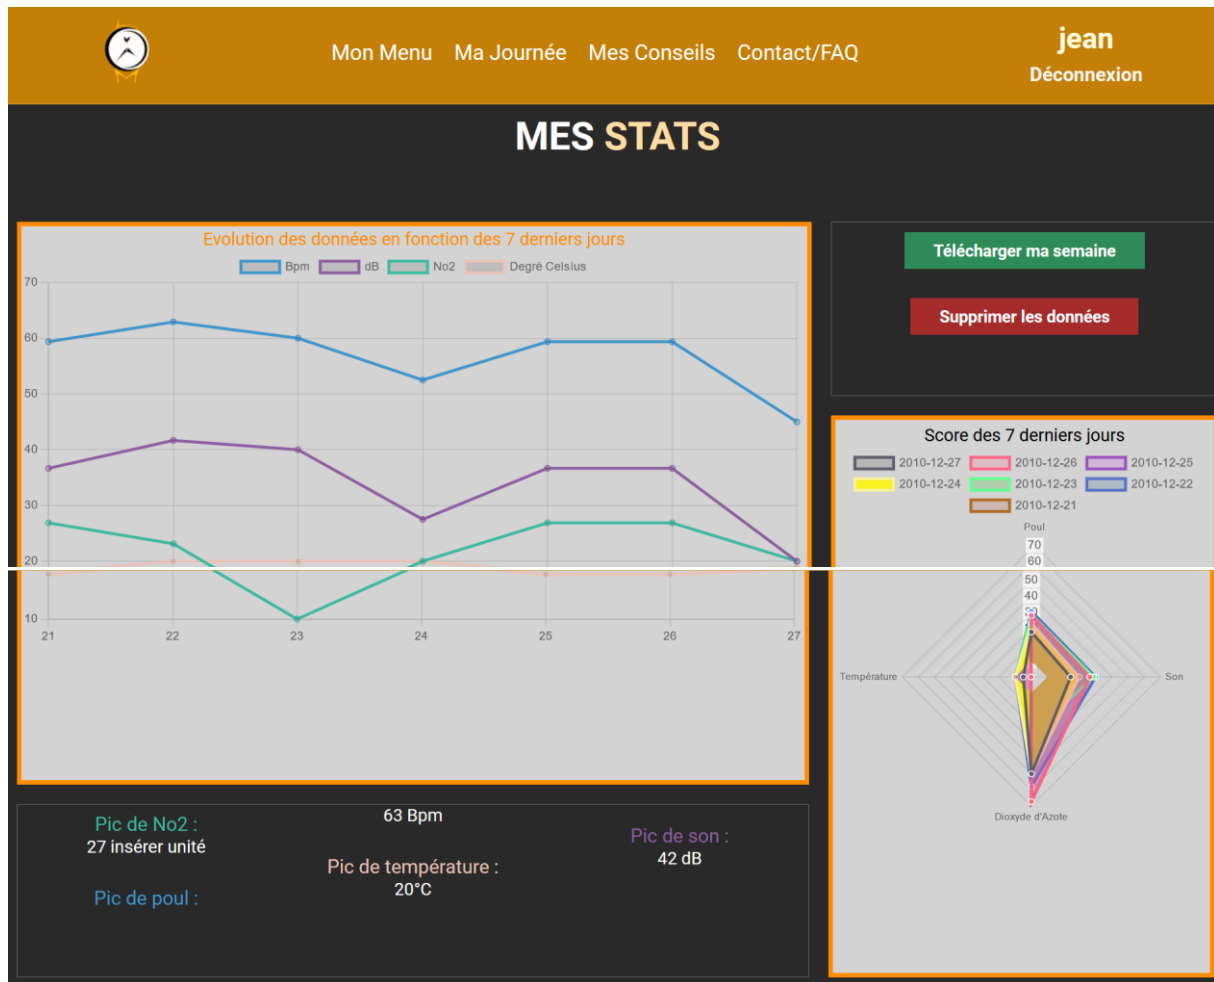 Mon Menu Ma Journée Mes Conseils Contact/FAQ
jean
Déconnexion
MES STATS
Evolution des données en fonction des 7 derniers jours
Bpm dB No2 Degré Celsius
70
60
50
40
30
20
10
21 22 23 24 25 26 27
Télécharger ma semaine
Supprimer les données
Score des 7 derniers jours
2010-12-27 2010-12-26 2010-12-25
2010-12-24 2010-12-23 2010-12-22
2010-12-21
Poul
70
60
50
40
30
Température
Son
Dioxyde d'Azote
Pic de No2 :
27 insérer unité
Pic de poul :
63 Bpm
Pic de température :
20°C
Pic de son :
42 dB